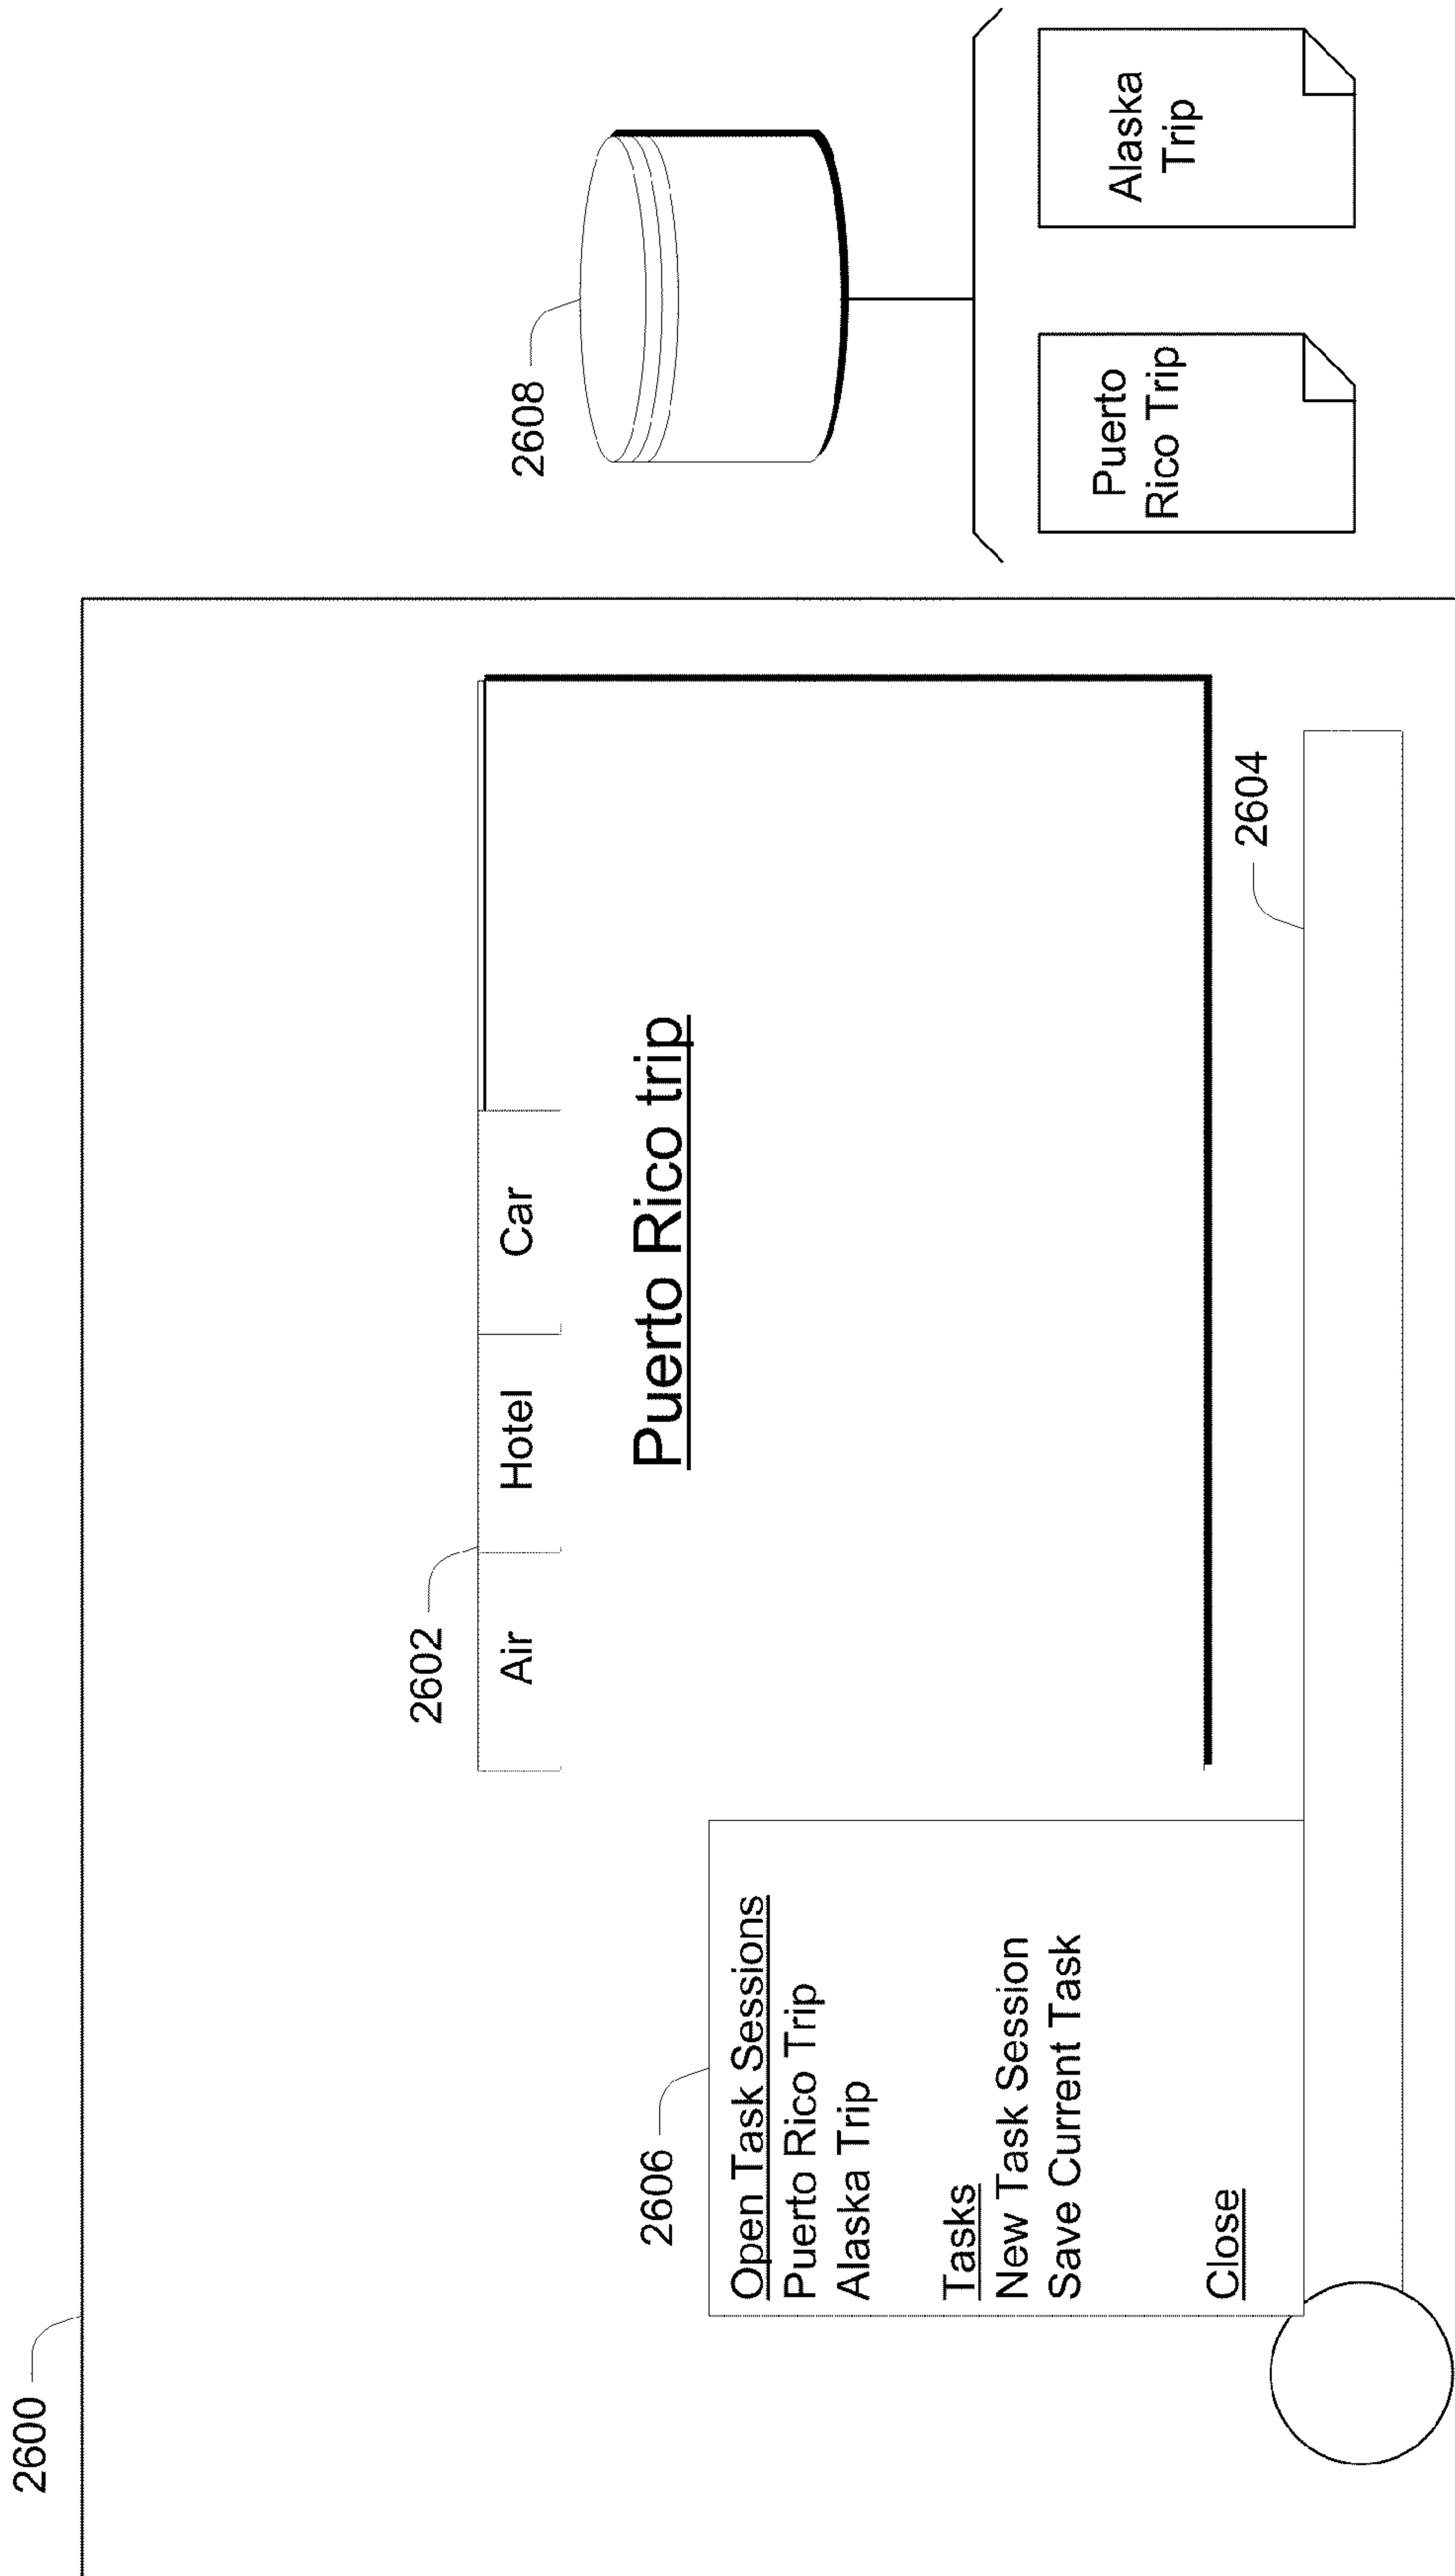 2600
2602
Air
Hotel
Car
Puerto Rico trip
2606
Open Task Sessions
Puerto Rico Trip
Alaska Trip
Tasks
New Task Session
Save Current Task
Close
2604
2608
Puerto
Rico Trip
Alaska
Trip